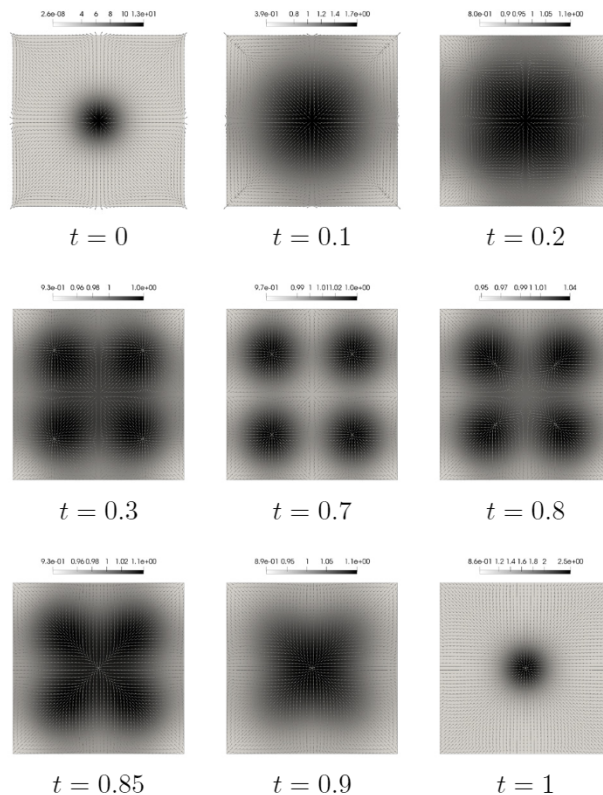 2.6e-08 4 6 8 10 1.3e+01
3.9e-01 0.8 1 1.2 1.4 1.7e+00
8.0e-01 0.9 0.95 1 1.1e+00
t = 0
t = 0.1
t = 0.2
9.3e-01 0.96 0.98 1 1.0e+00
9.7e-01 0.99 1 1.01 1.02 1.0e+00
0.95 0.97 0.99 1.01 1.04
t = 0.3
t = 0.7
t = 0.8
9.3e-01 0.96 0.98 1 1.02 1.1e+00
8.9e-01 0.95 1 1.05 1.1e+00
8.6e-01 1.2 1.4 1.6 1.8 2 2.5e+00
t = 0.85
t = 0.9
t = 1